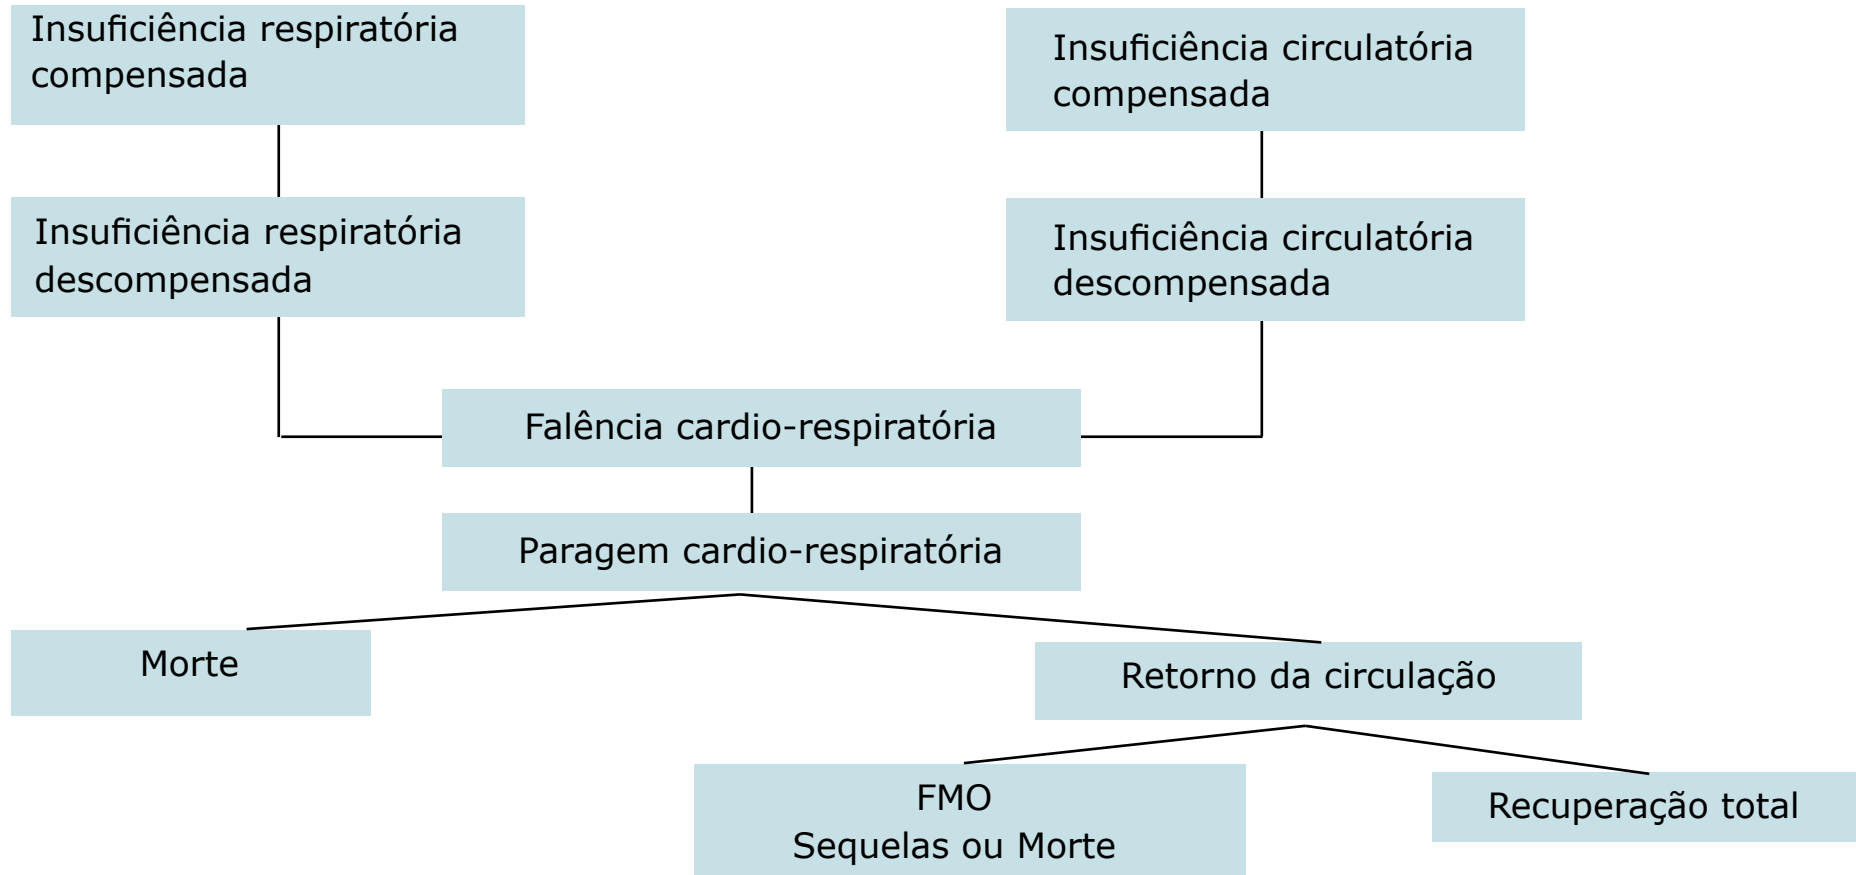 Insuficiência respiratória
compensada
Insuficiência circulatória
compensada
Insuficiência respiratória
descompensada
Insuficiência circulatória
descompensada
Falência cardio-respiratória
Paragem cardio-respiratória
Morte
Retorno da circulação
FMO
Sequelas ou Morte
Recuperação total